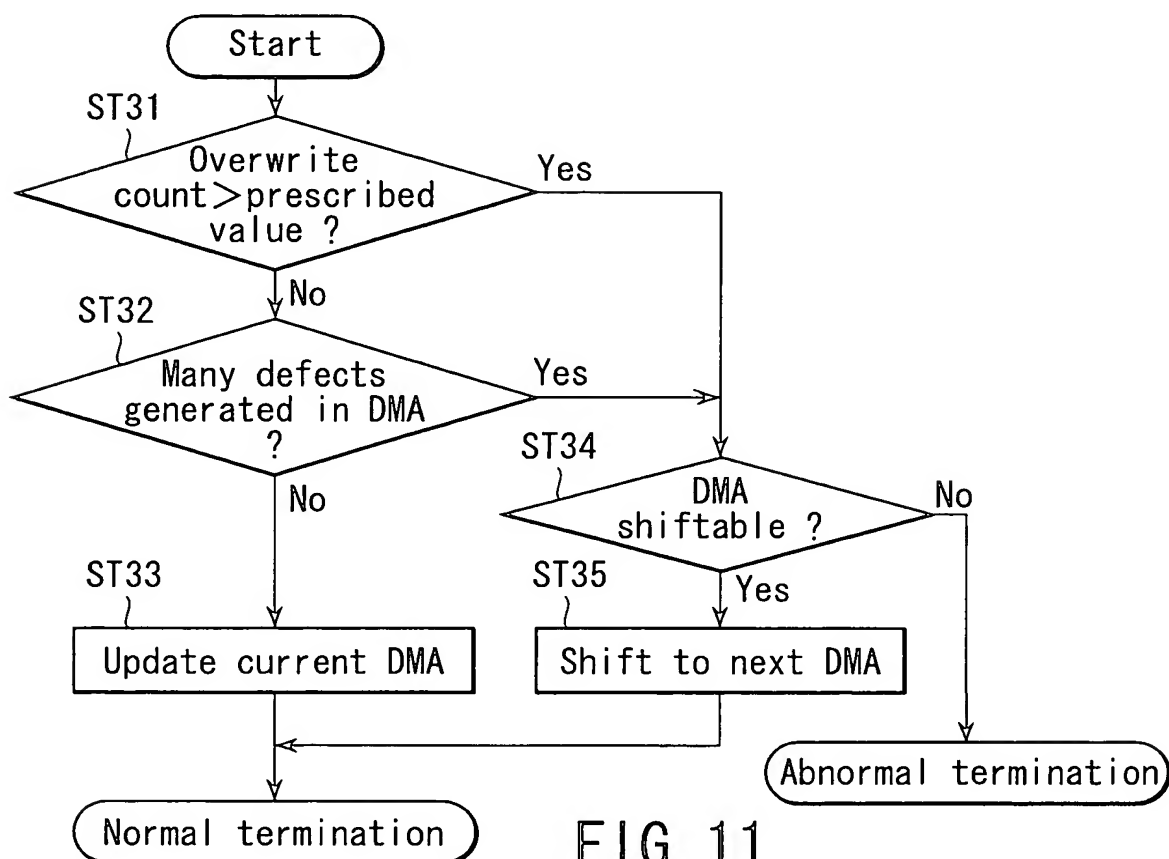 Start
ST31
Overwrite
count>prescribed
value ?
Yes
No
ST32
Many defects
generated in DMA
?
Yes
No
ST34
DMA
shiftable ?
No
Yes
ST33
Update current DMA
ST35
Shift to next DMA
Abnormal termination
Normal termination
FIG. 11